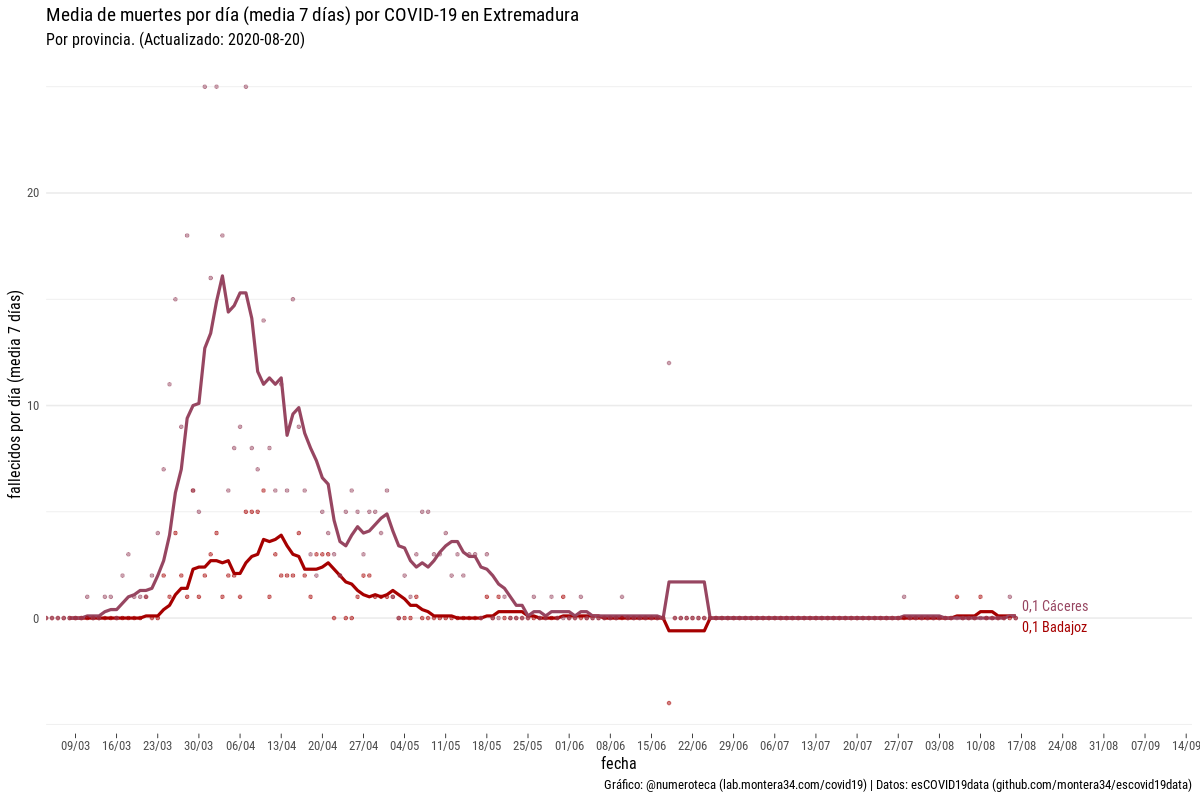 Media de muertes por día (media 7 días) por COVID-19 en Extremadura
Por provincia. (Actualizado: 2020-08-20)
fallecidos por día (media 7 días)
20
10
0
0,1 Cáceres
0,1 Badajoz
09/03 16/03 23/03 30/03 06/04 13/04 20/04 27/04 04/05 11/05 18/05 25/05 01/06 08/06 15/06 22/06 29/06 06/07 13/07 20/07 27/07 03/08 10/08 17/08 24/08 31/08 07/09 14/09
fecha
Gráfico: @numeroteca (lab.montera34.com/covid19) | Datos: esCOVID19data (github.com/montera34/escovid19data)